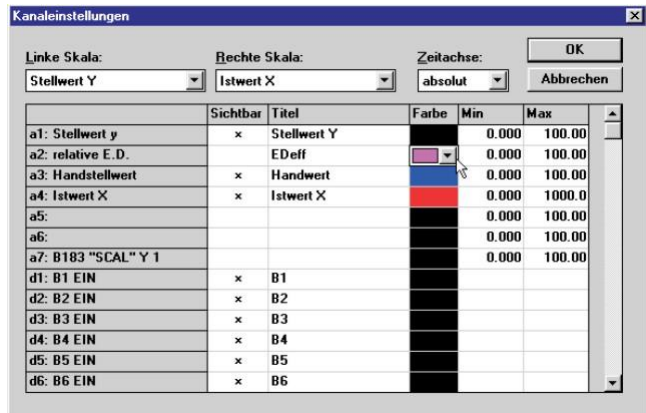 Kanaleinstellungen
Linke Skala: Rechte Skala: Zeitachse: OK
Stellwert Y Istwert X absolut Abbrechen
Sichtbar Titel Farbe Min Max
a1: Stellwert y × Stellwert Y 0.000 100.00
a2: relative E.D. EDeff 0.000 100.00
a3: Handstellwert × Handwert 0.000 100.00
a4: Istwert X × Istwert X 0.000 1000.0
a5: 0.000 100.00
a6: 0.000 100.00
a7: B183 "SCAL" Y 1 0.000 100.00
d1: B1 EIN × B1
d2: B2 EIN × B2
d3: B3 EIN × B3
d4: B4 EIN × B4
d5: B5 EIN × B5
d6: B6 EIN × B6